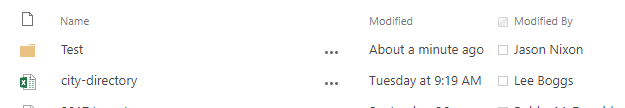 Name Modified Modified By
Test ... About a minute ago Jason Nixon
city-directory ... Tuesday at 9:19 AM Lee Boggs